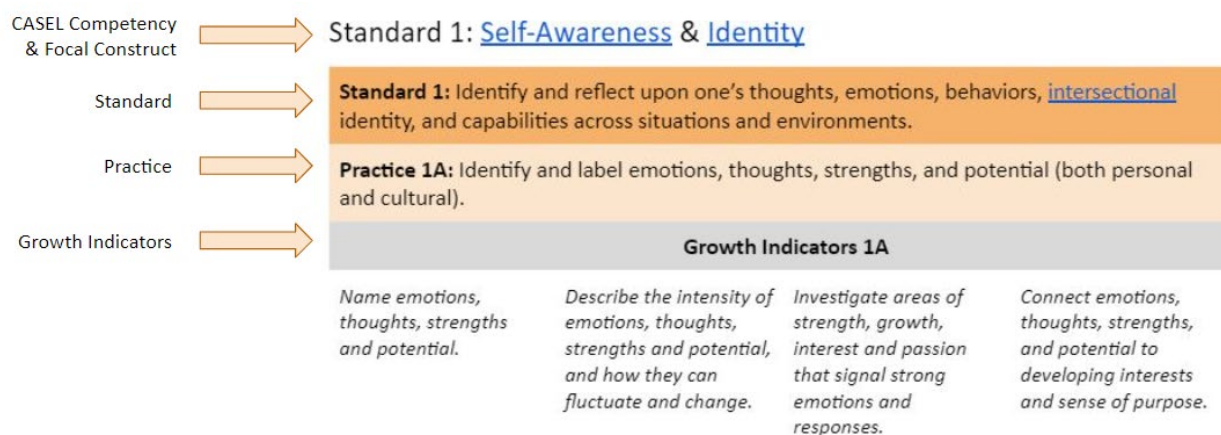 CASEL Competency
& Focal Construct
Standard 1: Self-Awareness & Identity
Standard
Standard 1: Identify and reflect upon one's thoughts, emotions, behaviors, intersectional
identity, and capabilities across situations and environments.
Practice
Practice 1A: Identify and label emotions, thoughts, strengths, and potential (both personal
and cultural).
Growth Indicators
Growth Indicators 1A
Name emotions,
thoughts, strengths
and potential.
Describe the intensity of
emotions, thoughts,
strengths and potential,
and how they can
fluctuate and change.
Investigate areas of
strength, growth,
interest and passion
that signal strong
emotions and
responses.
Connect emotions,
thoughts, strengths,
and potential to
developing interests
and sense of purpose.